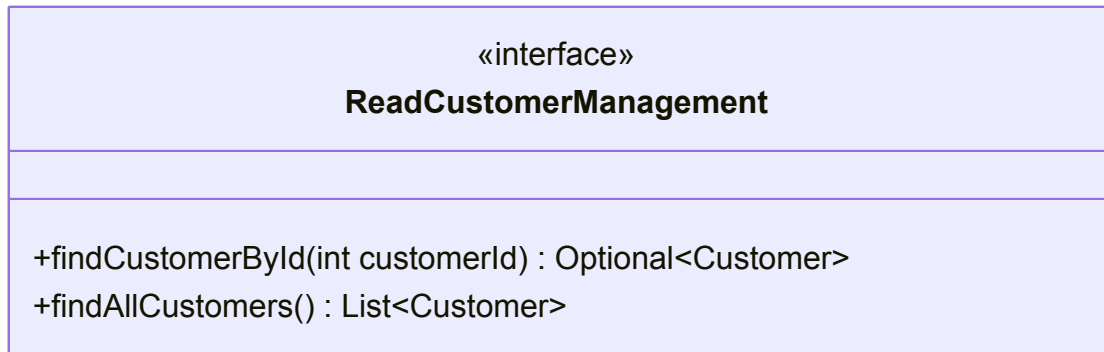 «interface»
ReadCustomerManagement
+findCustomerById(int customerId) : Optional<Customer>
+findAllCustomers() : List<Customer>